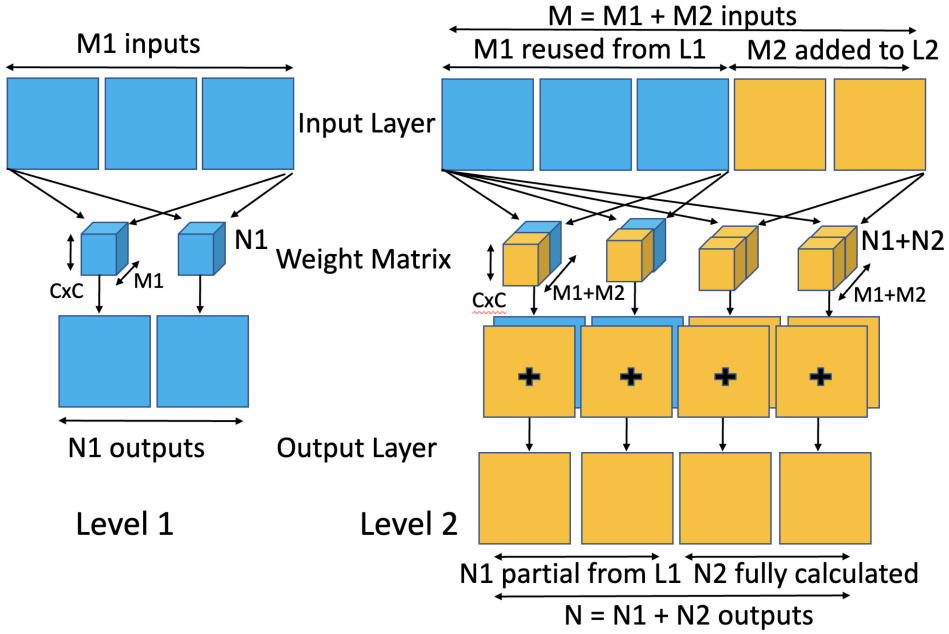 M1 inputs
Input Layer
N1
Weight Matrix
CxC
M1
N1 outputs
Output Layer
Level 1
M = M1 + M2 inputs
M1 reused from L1
M2 added to L2
N1+N2
CxC
M1+M2
M1+M2
+
+
+
+
Level 2
N1 partial from L1
N2 fully calculated
N = N1 + N2 outputs